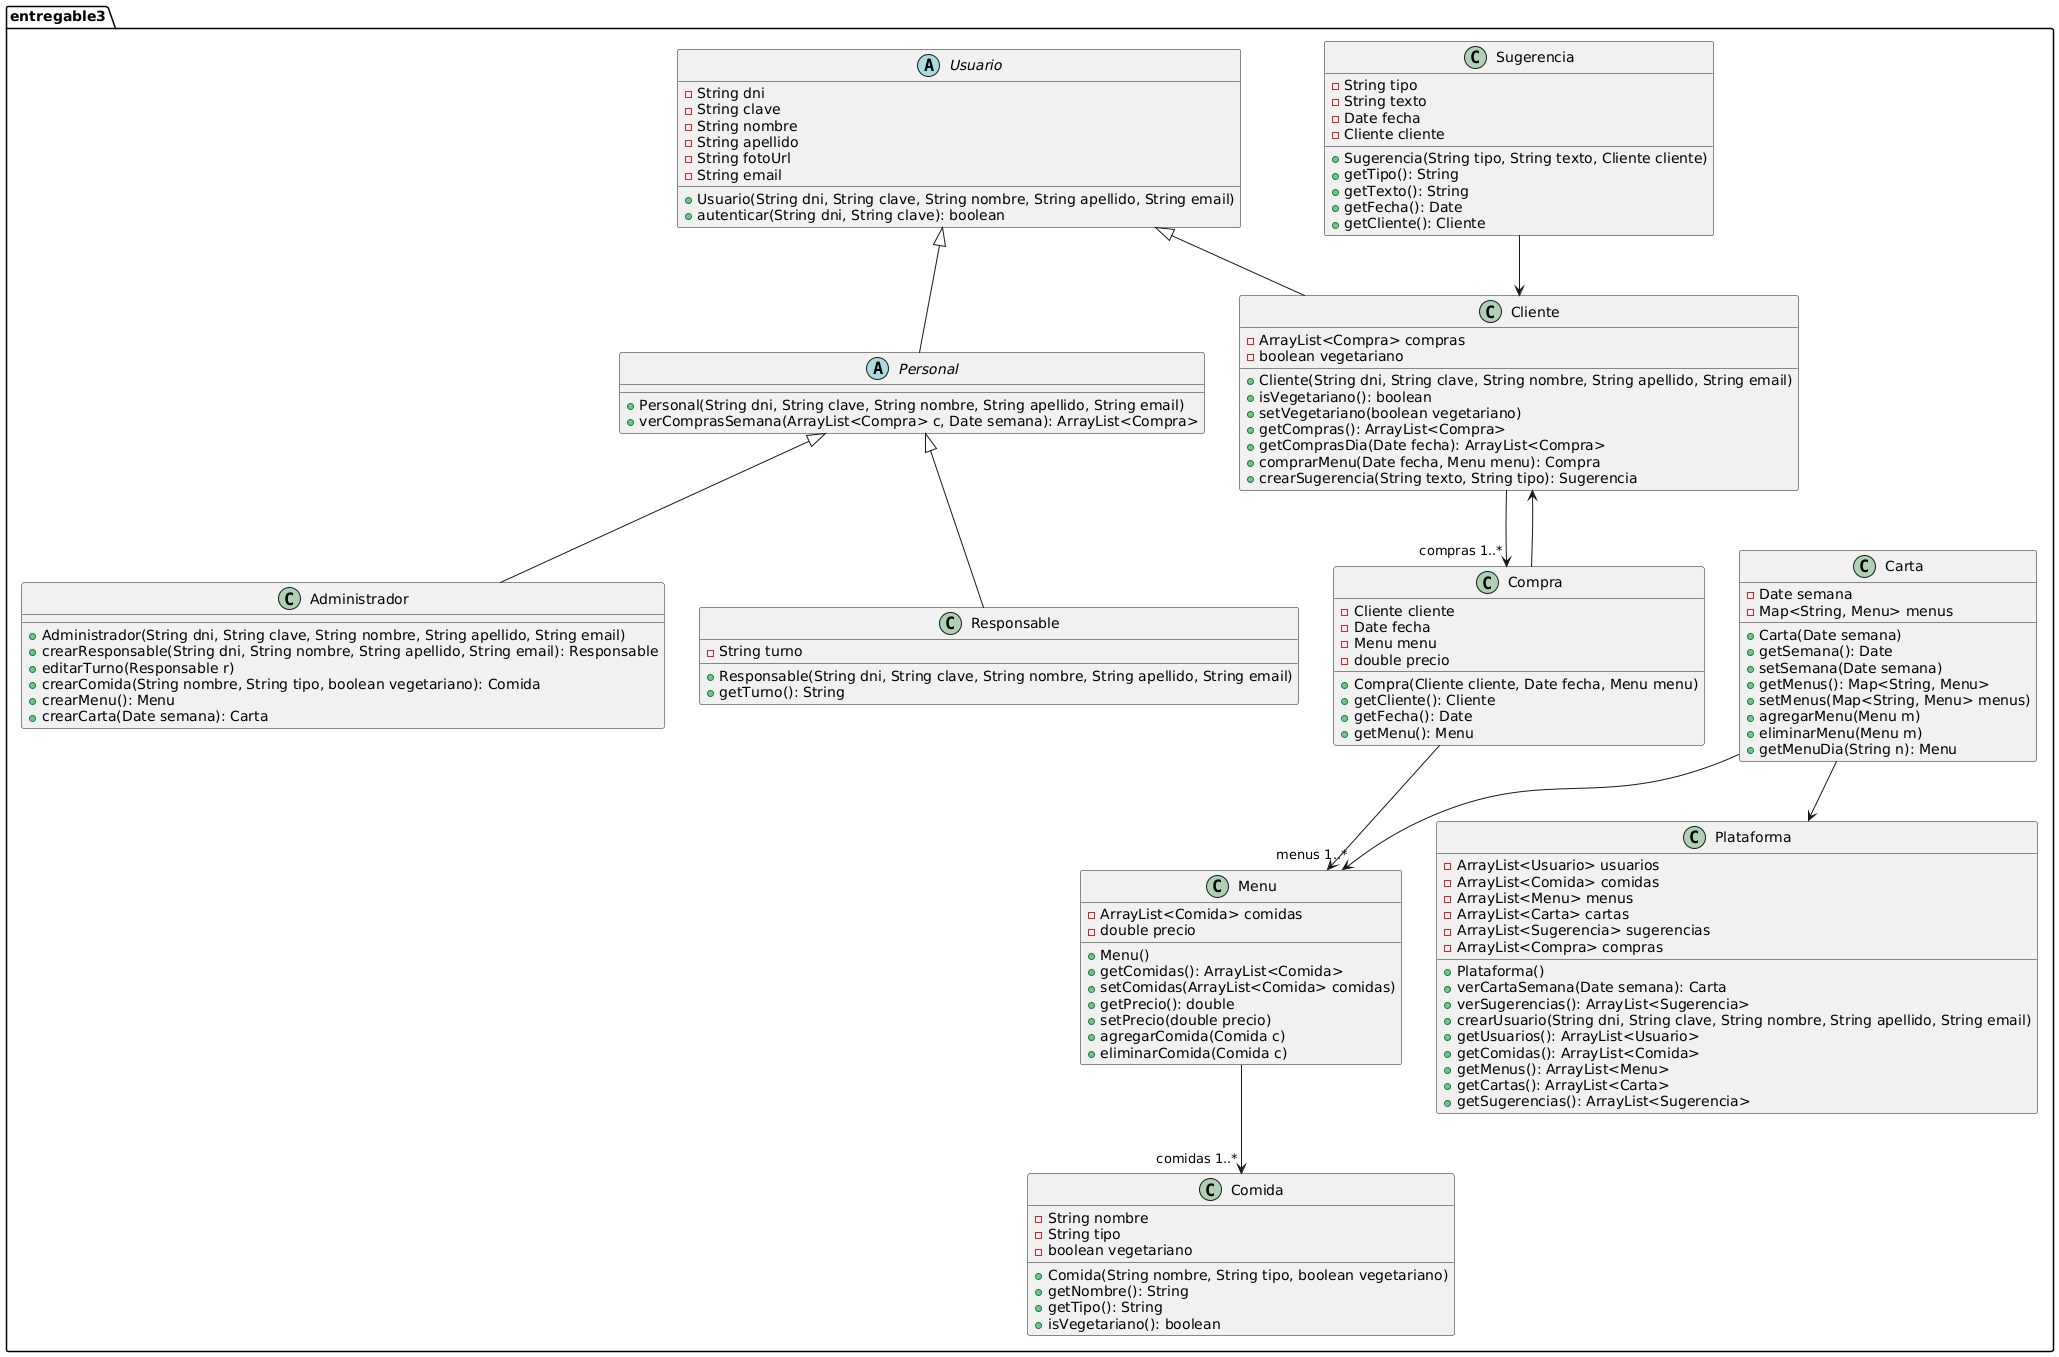 entregable3
Usuario
String dni
String clave
String nombre
String apellido
String fotoUrl
String email
Usuario(String dni, String clave, String nombre, String apellido, String email)
autenticar(String dni, String clave): boolean
Sugerencia
String tipo
String texto
Date fecha
Cliente cliente
Sugerencia(String tipo, String texto, Cliente cliente)
getTipo(): String
getTexto(): String
getFecha(): Date
getCliente(): Cliente
Personal
Personal(String dni, String clave, String nombre, String apellido, String email)
verComprasSemana(ArrayList<Compra> c, Date semana): ArrayList<Compra>
Cliente
ArrayList<Compra> compras
boolean vegetariano
Cliente(String dni, String clave, String nombre, String apellido, String email)
isVegetariano(): boolean
setVegetariano(boolean vegetariano)
getCompras(): ArrayList<Compra>
getComprasDia(Date fecha): ArrayList<Compra>
comprarMenu(Date fecha, Menu menu): Compra
crearSugerencia(String texto, String tipo): Sugerencia
compras 1..*
Administrador
Administrador(String dni, String clave, String nombre, String apellido, String email)
crearResponsable(String dni, String nombre, String apellido, String email): Responsable
editarTurno(Responsable r)
crearComida(String nombre, String tipo, boolean vegetariano): Comida
crearMenu(): Menu
crearCarta(Date semana): Carta
Responsable
String turno
Responsable(String dni, String clave, String nombre, String apellido, String email)
getTurno(): String
Compra
Cliente cliente
Date fecha
Menu menu
double precio
Compra(Cliente cliente, Date fecha, Menu menu)
getCliente(): Cliente
getFecha(): Date
getMenu(): Menu
Carta
Date semana
Map<String, Menu> menus
Carta(Date semana)
getSemana(): Date
setSemana(Date semana)
getMenus(): Map<String, Menu>
setMenus(Map<String, Menu> menus)
agregarMenu(Menu m)
eliminarMenu(Menu m)
getMenuDia(String n): Menu
menus 1..*
Menu
ArrayList<Comida> comidas
double precio
Menu()
getComidas(): ArrayList<Comida>
setComidas(ArrayList<Comida> comidas)
getPrecio(): double
setPrecio(double precio)
agregarComida(Comida c)
eliminarComida(Comida c)
Plataforma
ArrayList<Usuario> usuarios
ArrayList<Comida> comidas
ArrayList<Menu> menus
ArrayList<Carta> cartas
ArrayList<Sugerencia> sugerencias
ArrayList<Compra> compras
Plataforma()
verCartaSemana(Date semana): Carta
verSugerencias(): ArrayList<Sugerencia>
crearUsuario(String dni, String clave, String nombre, String apellido, String email)
getUsuarios(): ArrayList<Usuario>
getComidas(): ArrayList<Comida>
getMenus(): ArrayList<Menu>
getCartas(): ArrayList<Carta>
getSugerencias(): ArrayList<Sugerencia>
comidas 1..*
Comida
String nombre
String tipo
boolean vegetariano
Comida(String nombre, String tipo, boolean vegetariano)
getNombre(): String
getTipo(): String
isVegetariano(): boolean